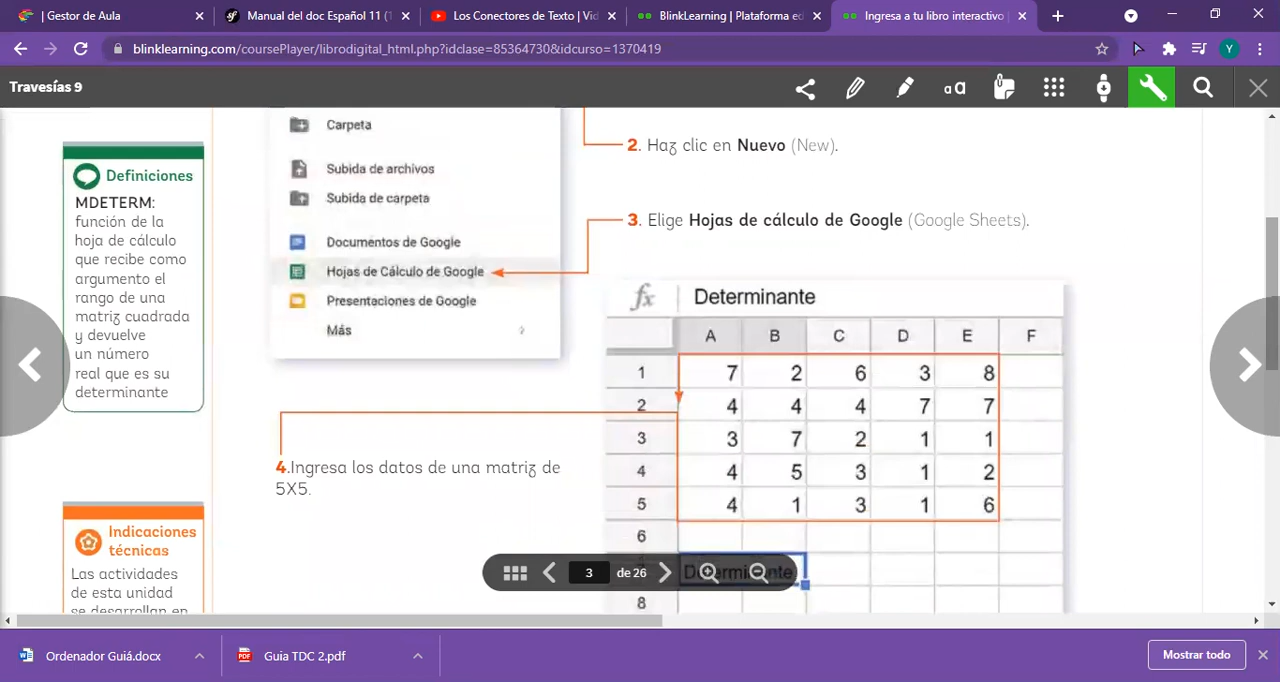 | Gestor de Aula
Manual del doc Español 11 (1
Los Conectores de Texto | Vid
BlinkLearning | Plataforma ed
Ingresa a tu libro interactivo |
blinklearning.com/coursePlayer/librodigital_html.php?idclase=85364730&idcurso=1370419
Y
Travesías 9
a a
Carpeta
Subida de archivos
Subida de carpeta
Documentos de Google
Hojas de Cálculo de Google
Presentaciones de Google
Más
2. Haz clic en Nuevo (New).
3. Elige Hojas de cálculo de Google (Google Sheets).
Definiciones
MDETERM:
función de la
hoja de cálculo
que recibe como
argumento el
rango de una
matriz cuadrada
y devuelve
un número
real que es su
determinante
fx Determinante
A B C D E F
1 7 2 6 3 8
2 4 4 4 7 7
3 3 7 2 1 1
4 4 5 3 1 2
5 4 1 3 1 6
6
Determinante
8
4.Ingresa los datos de una matriz de
5X5.
Indicaciones
técnicas
Las actividades
de esta unidad
se desarrollan en
3 de 26
Ordenador Guiá.docx
Guia TDC 2.pdf
Mostrar todo